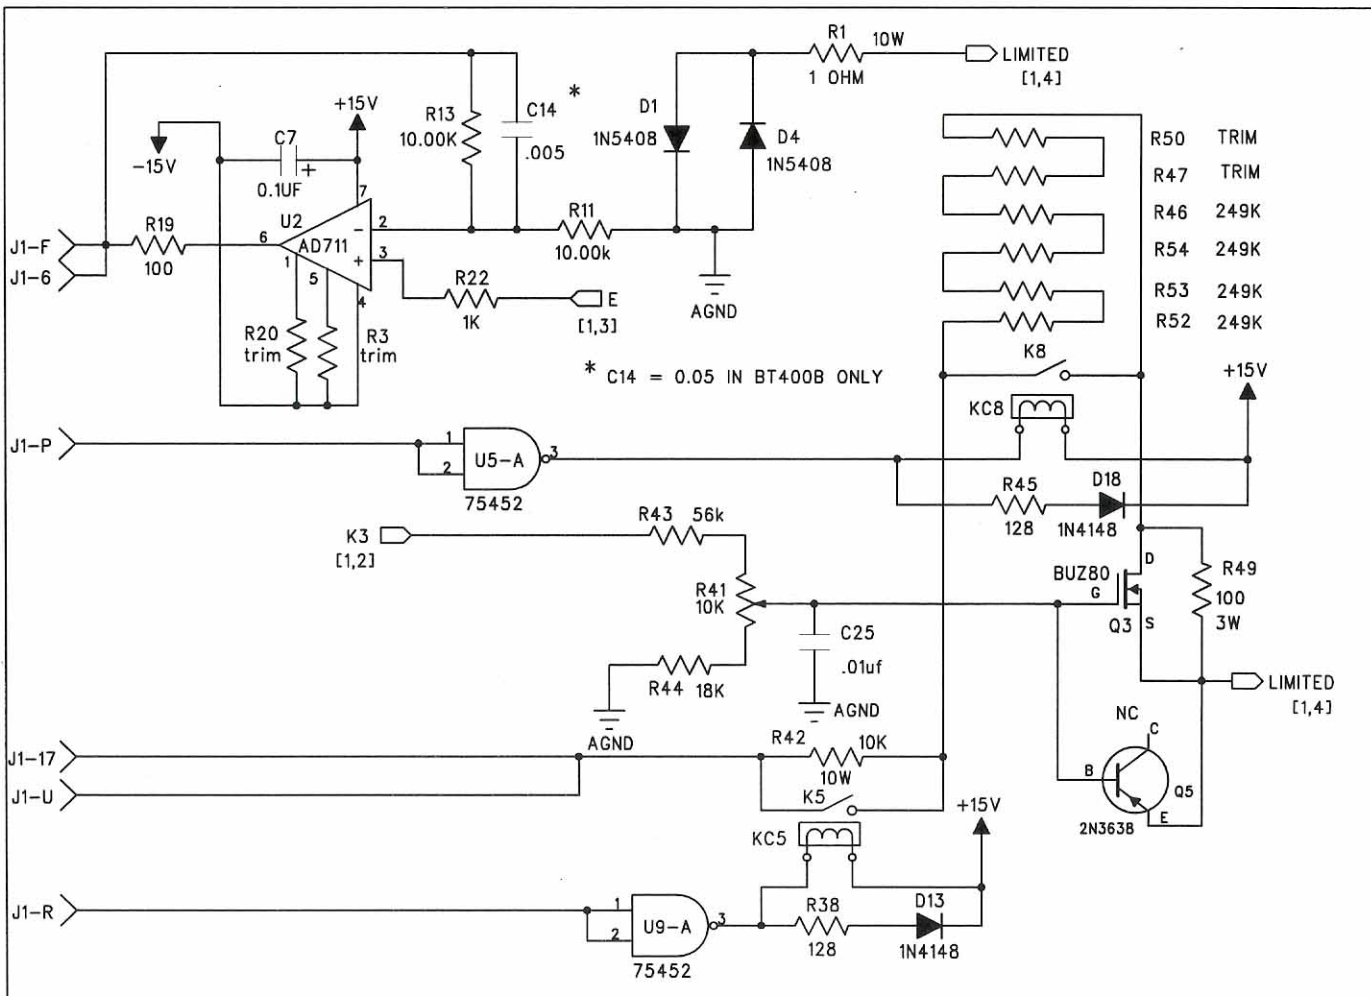 R1 10W
1 OHM
LIMITED
[1,4]
+15V
-15V
C7
0.1UF +
R13
10.00K
C14 *
.005
D1
1N5408
D4
1N5408
R50 TRIM
R47 TRIM
R46 249K
R54 249K
R53 249K
R52 249K
J1-F
J1-6
R19
100
U2
AD711
7
6
1
5
4
2
3
−
+
R11
10.00k
AGND
R22
1K
E
[1,3]
R20
trim
R3
trim
* C14 = 0.05 IN BT400B ONLY
K8
KC8
+15V
J1-P
1
2
U5-A
3
75452
R45
128
D18
1N4148
K3
[1,2]
R43 56k
R41
10K
R44 18K
AGND
C25
.01uf
AGND
BUZ80
G
D
S
Q3
R49
100
3W
LIMITED
[1,4]
NC
C
B
E
Q5
2N3638
J1-17
J1-U
R42 10K
10W
K5
KC5
+15V
J1-R
1
2
U9-A
3
75452
R38
128
D13
1N4148